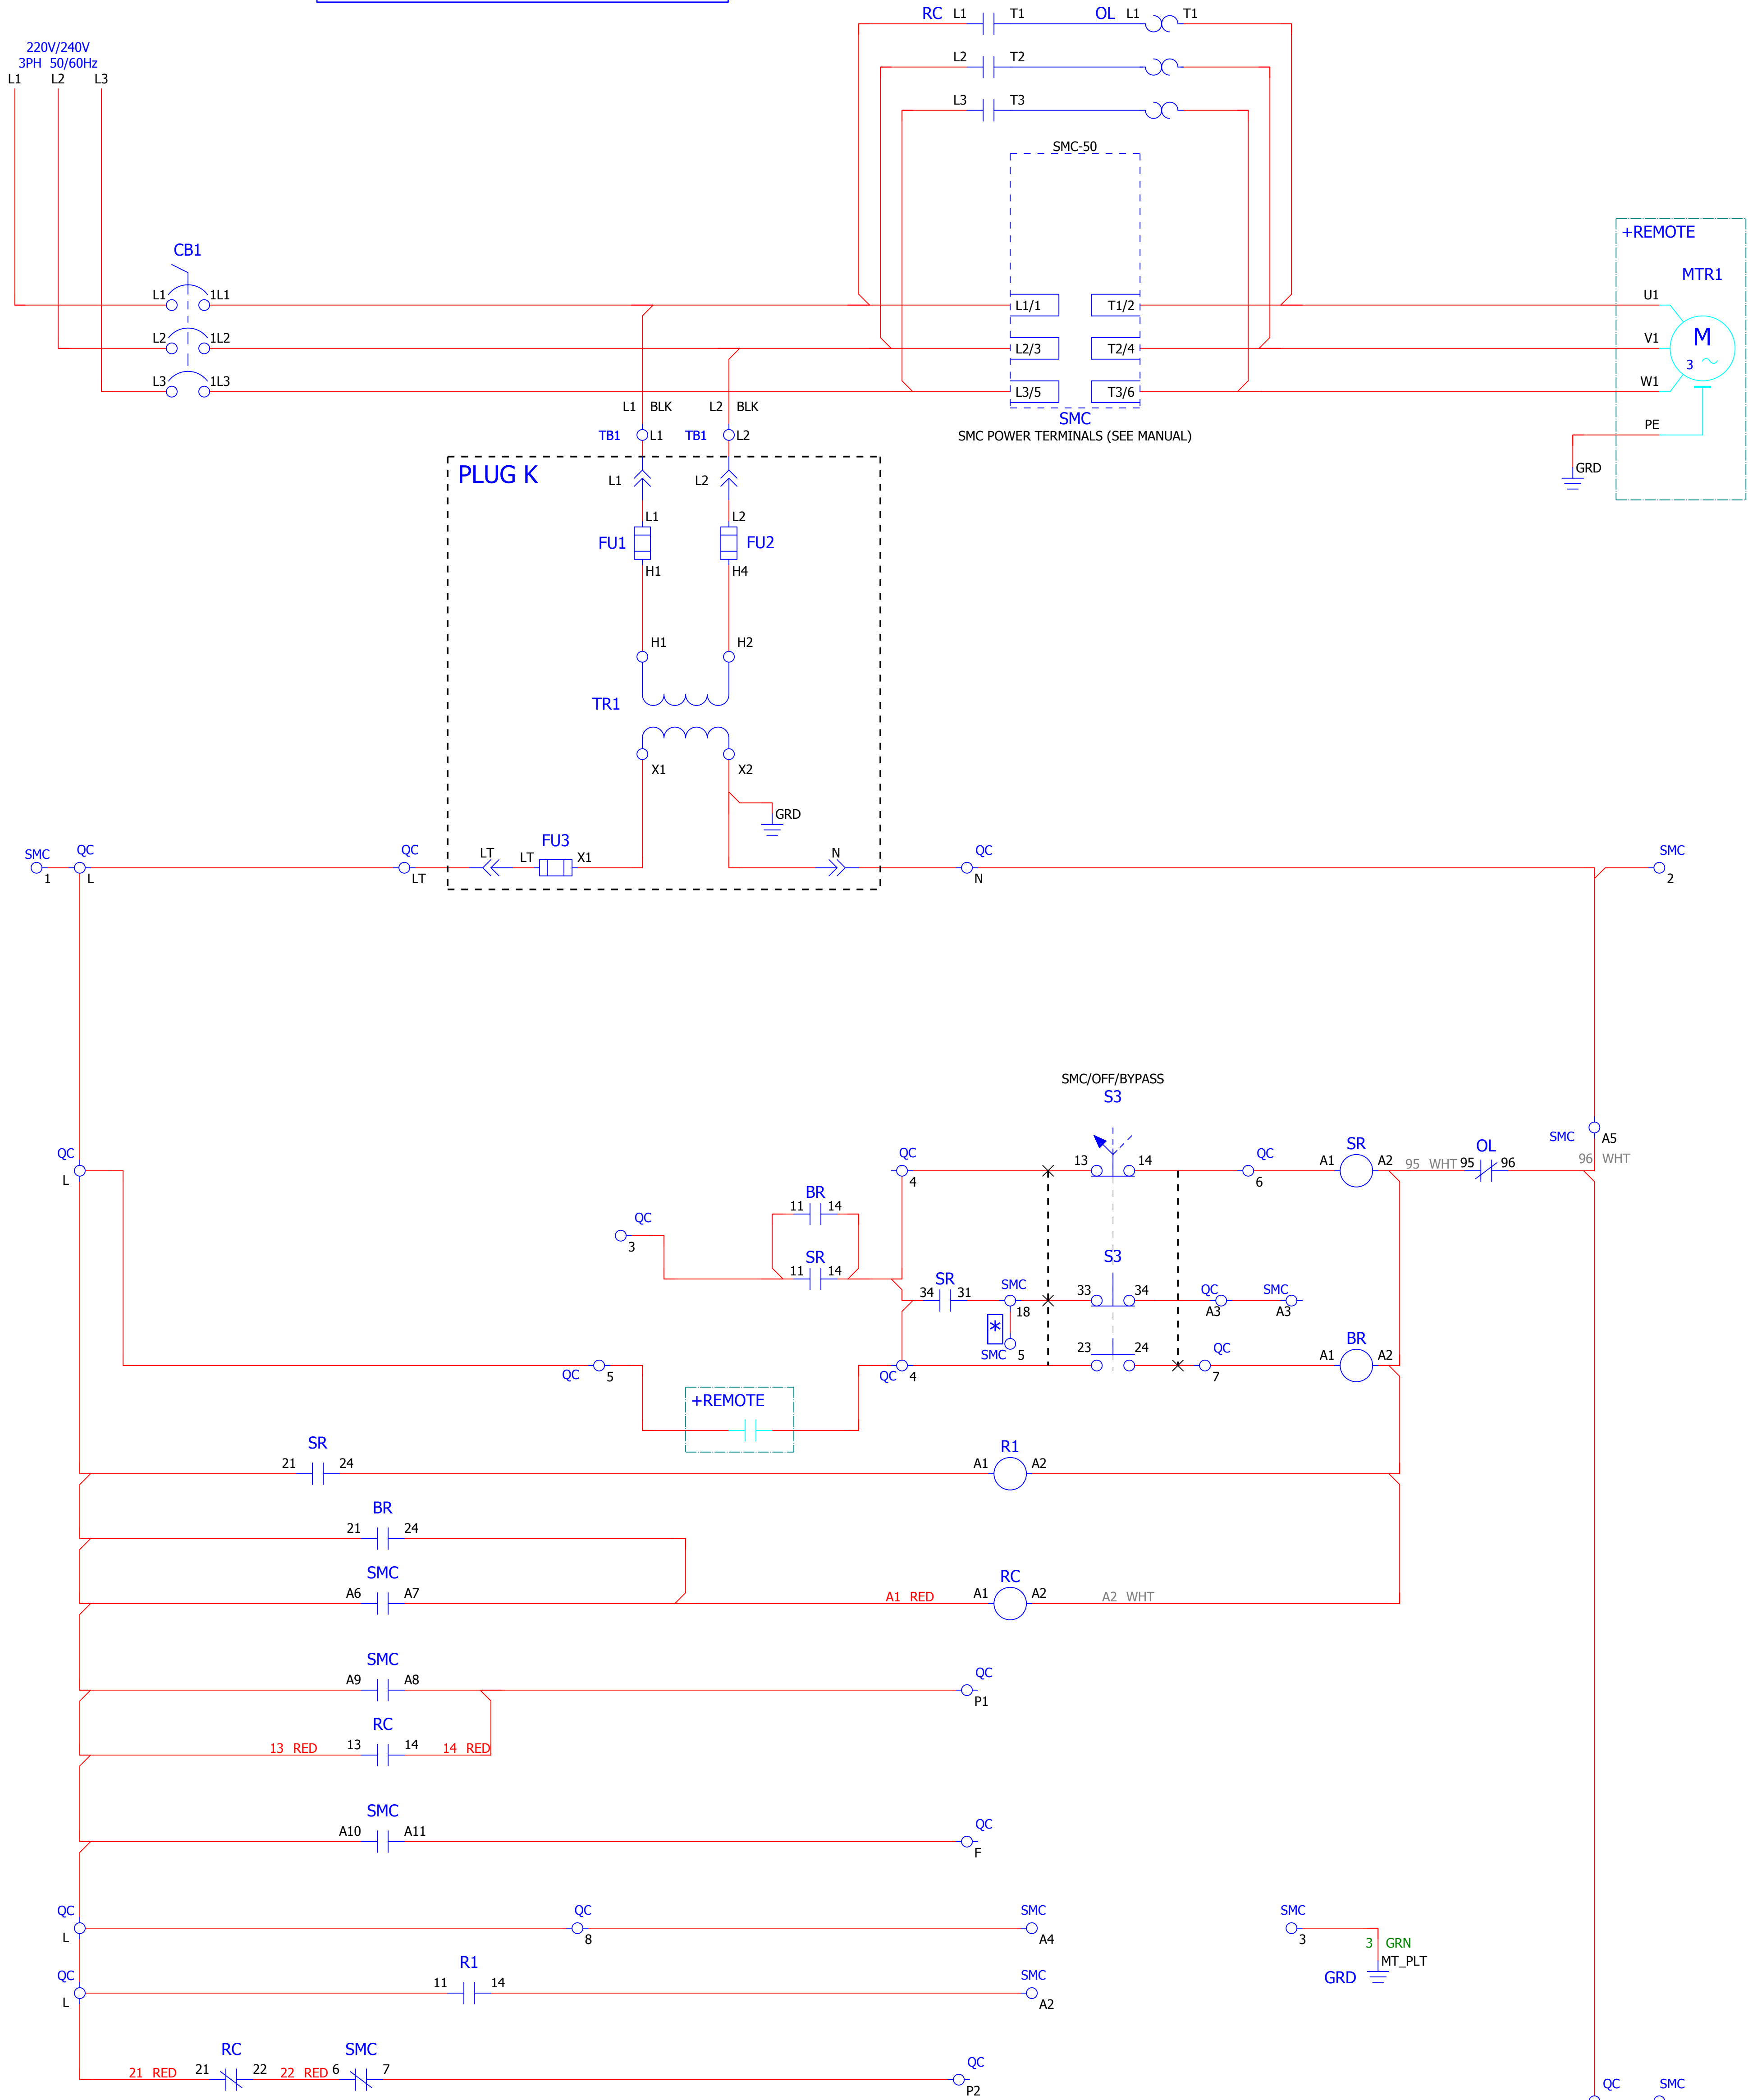 RC L1 T1 OL L1 T1
220V/240V
3PH 50/60Hz
L1 L2 L3
L2 T2
L3 T3
SMC-50
+REMOTE
CB1
MTR1
L1 1L1 L1/1 T1/2 U1
L2 1L2 L2/3 T2/4 V1
M
3
L3 1L3 L3/5 T3/6 W1
L1 BLK L2 BLK
SMC
SMC POWER TERMINALS (SEE MANUAL)
PE
TB1 L1 TB1 L2
GRD
PLUG K
L1 L2
L1 L2
FU1 FU2
H1 H4
H1 H2
TR1
X1 X2
GRD
SMC QC QC FU3 QC SMC
LT LT X1 N
1 L LT N 2
SMC/OFF/BYPASS
S3
SMC A5
QC QC 13 14 QC SR OL 96 WHT
A1 A2 95 WHT 95 96
L 4 6
BR
11 14
QC
3
SR
11 14
S3
SR SMC 33 34 QC SMC
34 31 18 A3 A3
*
SMC 5 23 24 QC BR
A1 A2
QC 5 QC 4 7
+REMOTE
SR R1
21 24 A1 A2
BR
21 24
SMC RC
A6 A7 A1 RED A1 A2 A2 WHT
SMC QC
A9 A8 P1
RC
13 RED 13 14 14 RED
SMC QC
A10 A11 F
QC QC SMC SMC
L 8 A4 3
3 GRN
MT_PLT
GRD
QC R1 SMC
11 14
L A2
RC SMC QC
21 RED 21 22 22 RED 6 7
P2
QC SMC